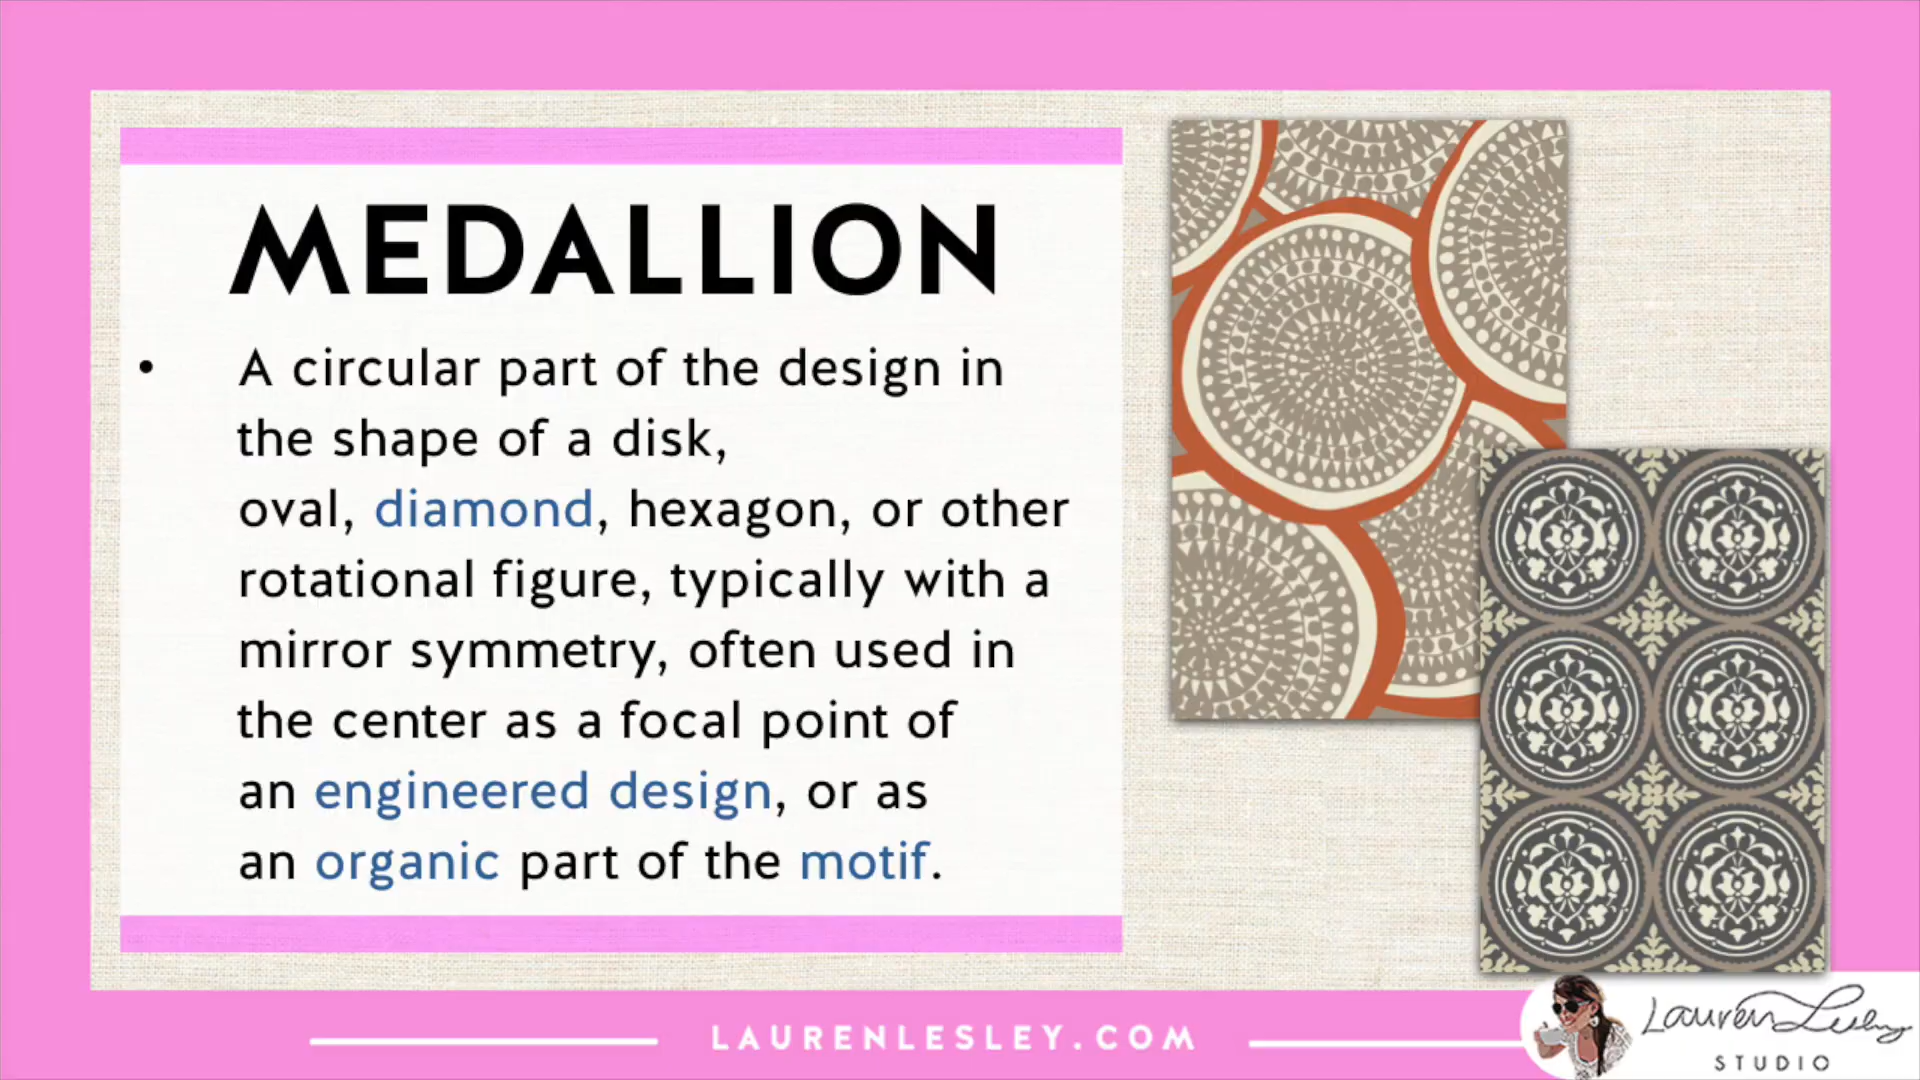 MEDALLION
• A circular part of the design in
the shape of a disk,
oval, diamond, hexagon, or other
rotational figure, typically with a
mirror symmetry, often used in
the center as a focal point of
an engineered design, or as
an organic part of the motif.
LAURENLESLEY.COM
Lauren Lesley
STUDIO